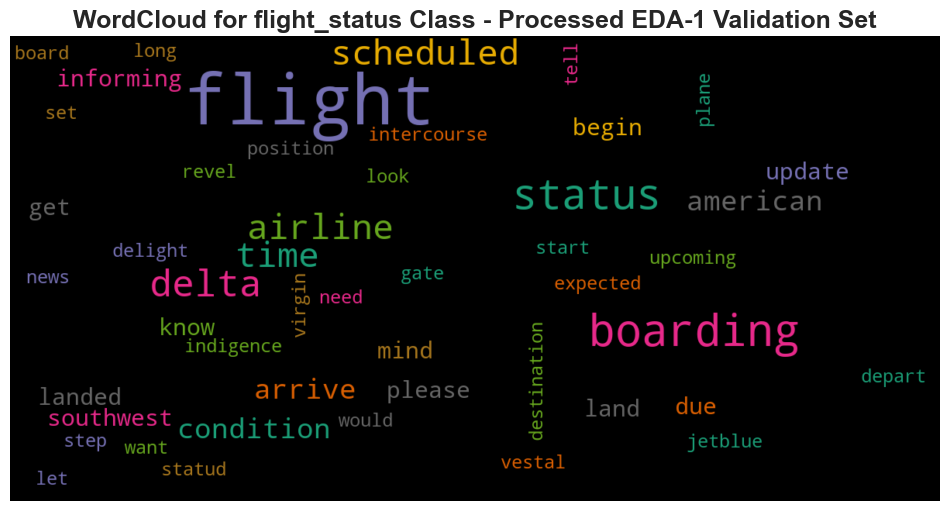 WordCloud for flight_status Class - Processed EDA-1 Validation Set
board
long
scheduled
tell
informing
flight
plane
set
begin
intercourse
position
revel
look
update
get
status
american
airline
delight
time
start
upcoming
news
delta
gate
expected
virgin
need
know
boarding
indigence
mind
destination
depart
landed
arrive
please
land
due
southwest
condition
would
step
want
jetblue
let
statud
vestal